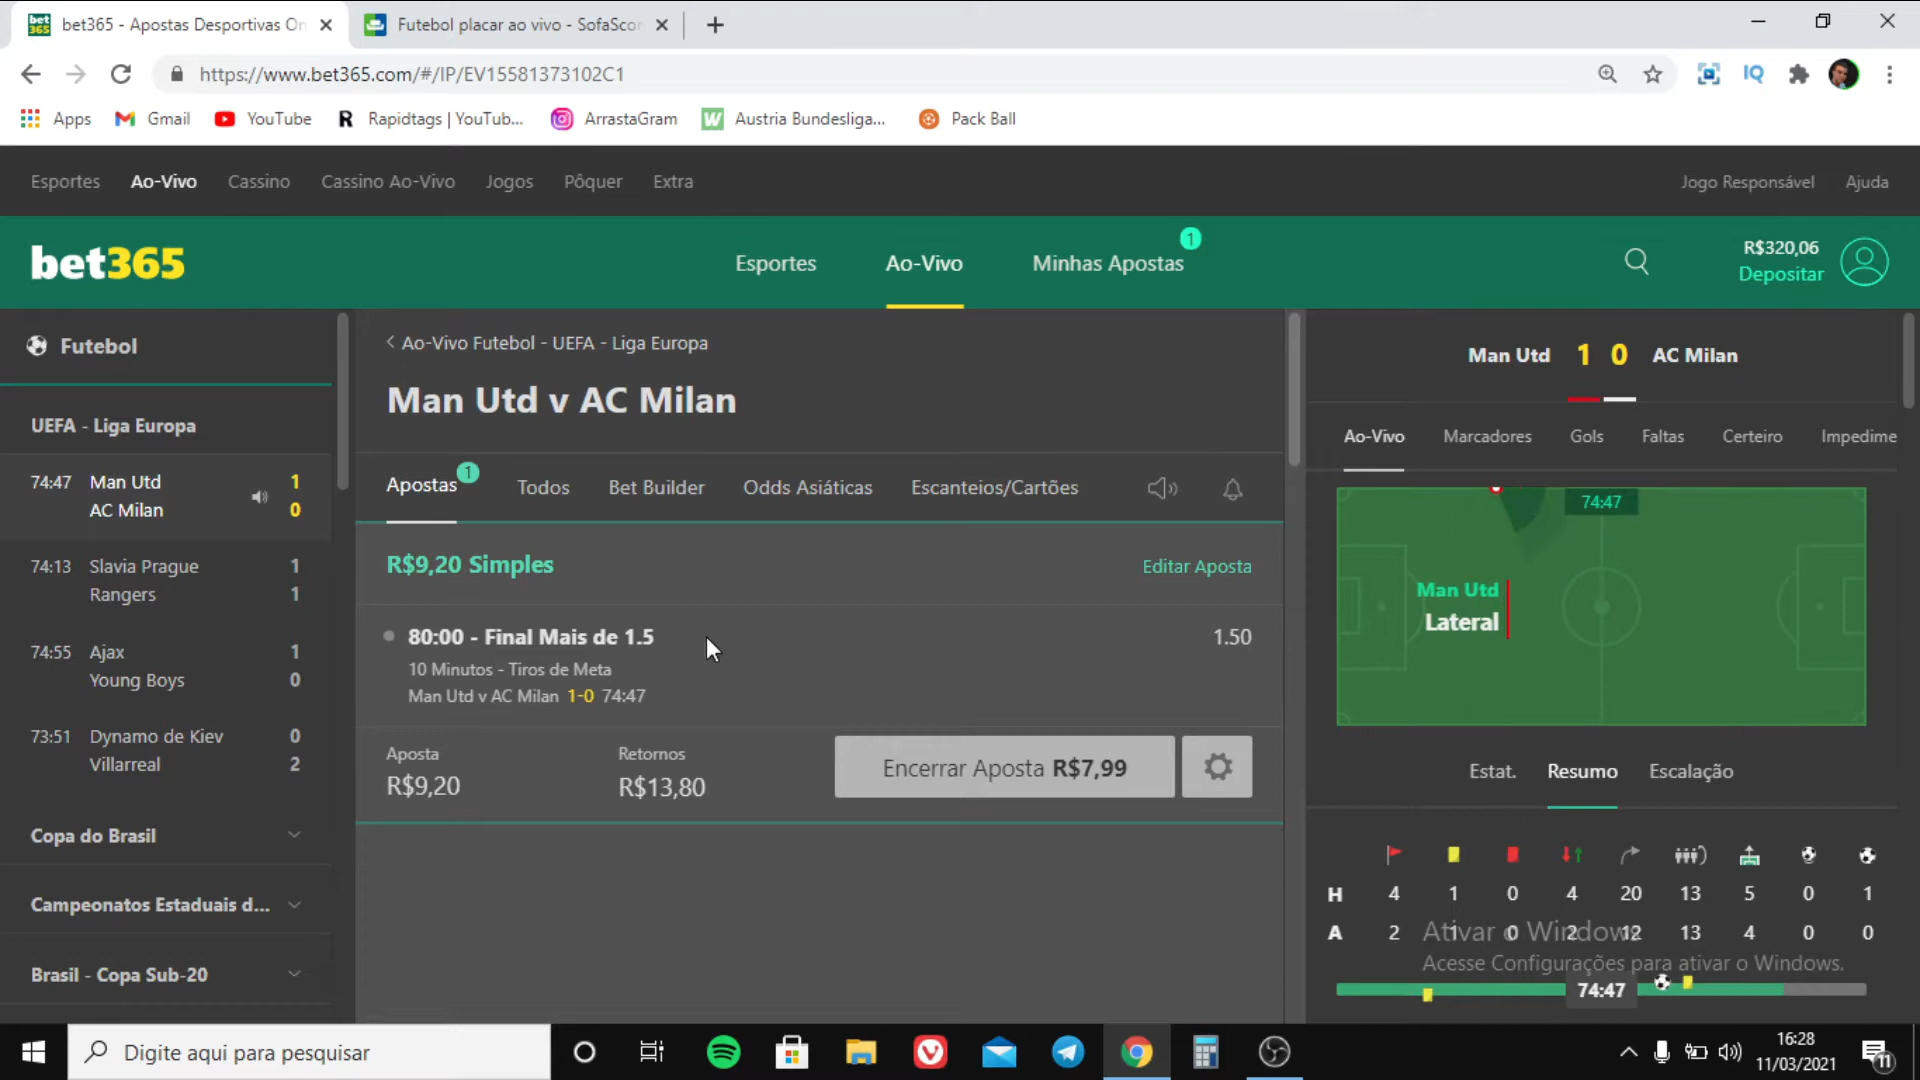 bet365 - Apostas Desportivas On
Futebol placar ao vivo - SofaScor
https://www.bet365.com/#/IP/EV15581373102C1
IQ
Apps Gmail YouTube Rapidtags | YouTub... ArrastaGram Austria Bundesliga... Pack Ball
Esportes Ao-Vivo Cassino Cassino Ao-Vivo Jogos Pôquer Extra Jogo Responsável Ajuda
bet365 Esportes Ao-Vivo Minhas Apostas 1 R$320,06
Depositar
Futebol
UEFA - Liga Europa
74:47 Man Utd 1
AC Milan 0
74:13 Slavia Prague 1
Rangers 1
74:55 Ajax 1
Young Boys 0
73:51 Dynamo de Kiev 0
Villarreal 2
Copa do Brasil
Campeonatos Estaduais d...
Brasil - Copa Sub-20
Ao-Vivo Futebol - UEFA - Liga Europa
Man Utd v AC Milan
Apostas 1 Todos Bet Builder Odds Asiáticas Escanteios/Cartões
R$9,20 Simples Editar Aposta
80:00 - Final Mais de 1.5 1.50
10 Minutos - Tiros de Meta
Man Utd v AC Milan 1-0 74:47
Aposta Retornos
R$9,20 R$13,80
Encerrar Aposta R$7,99
Man Utd 1 0 AC Milan
Ao-Vivo Marcadores Gols Faltas Certeiro Impedime
74:47
Man Utd
Lateral
Estat. Resumo Escalação
H 4 1 0 4 20 13 5 0 1
A 2 1 0 2 12 13 4 0 0
Ativar o Windows
Acesse Configurações para ativar o Windows.
74:47
Digite aqui para pesquisar
16:28
11/03/2021
11